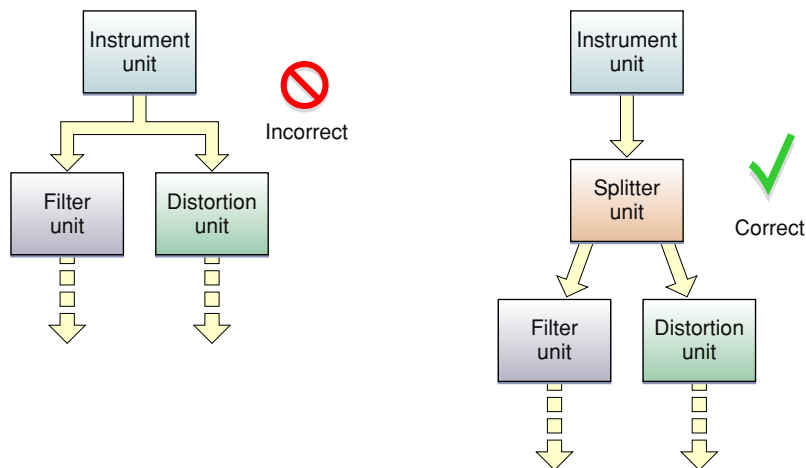 Instrument
unit
Incorrect
Filter
unit
Distortion
unit
Instrument
unit
Splitter
unit
Correct
Filter
unit
Distortion
unit